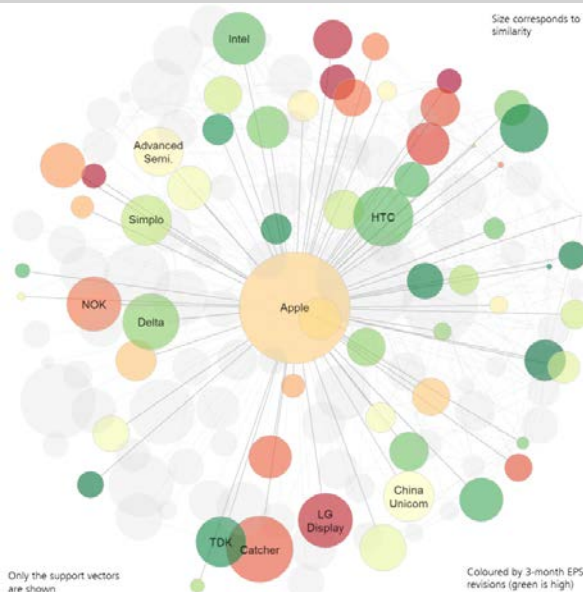 Size corresponds to
similarity
Intel
Advanced
Semi.
Simplo
HTC
Apple
NOK
Delta
China
Unicom
LG
Display
TDK
Catcher
Only the support vectors
are shown
Coloured by 3-month EPS
revisions (green is high)